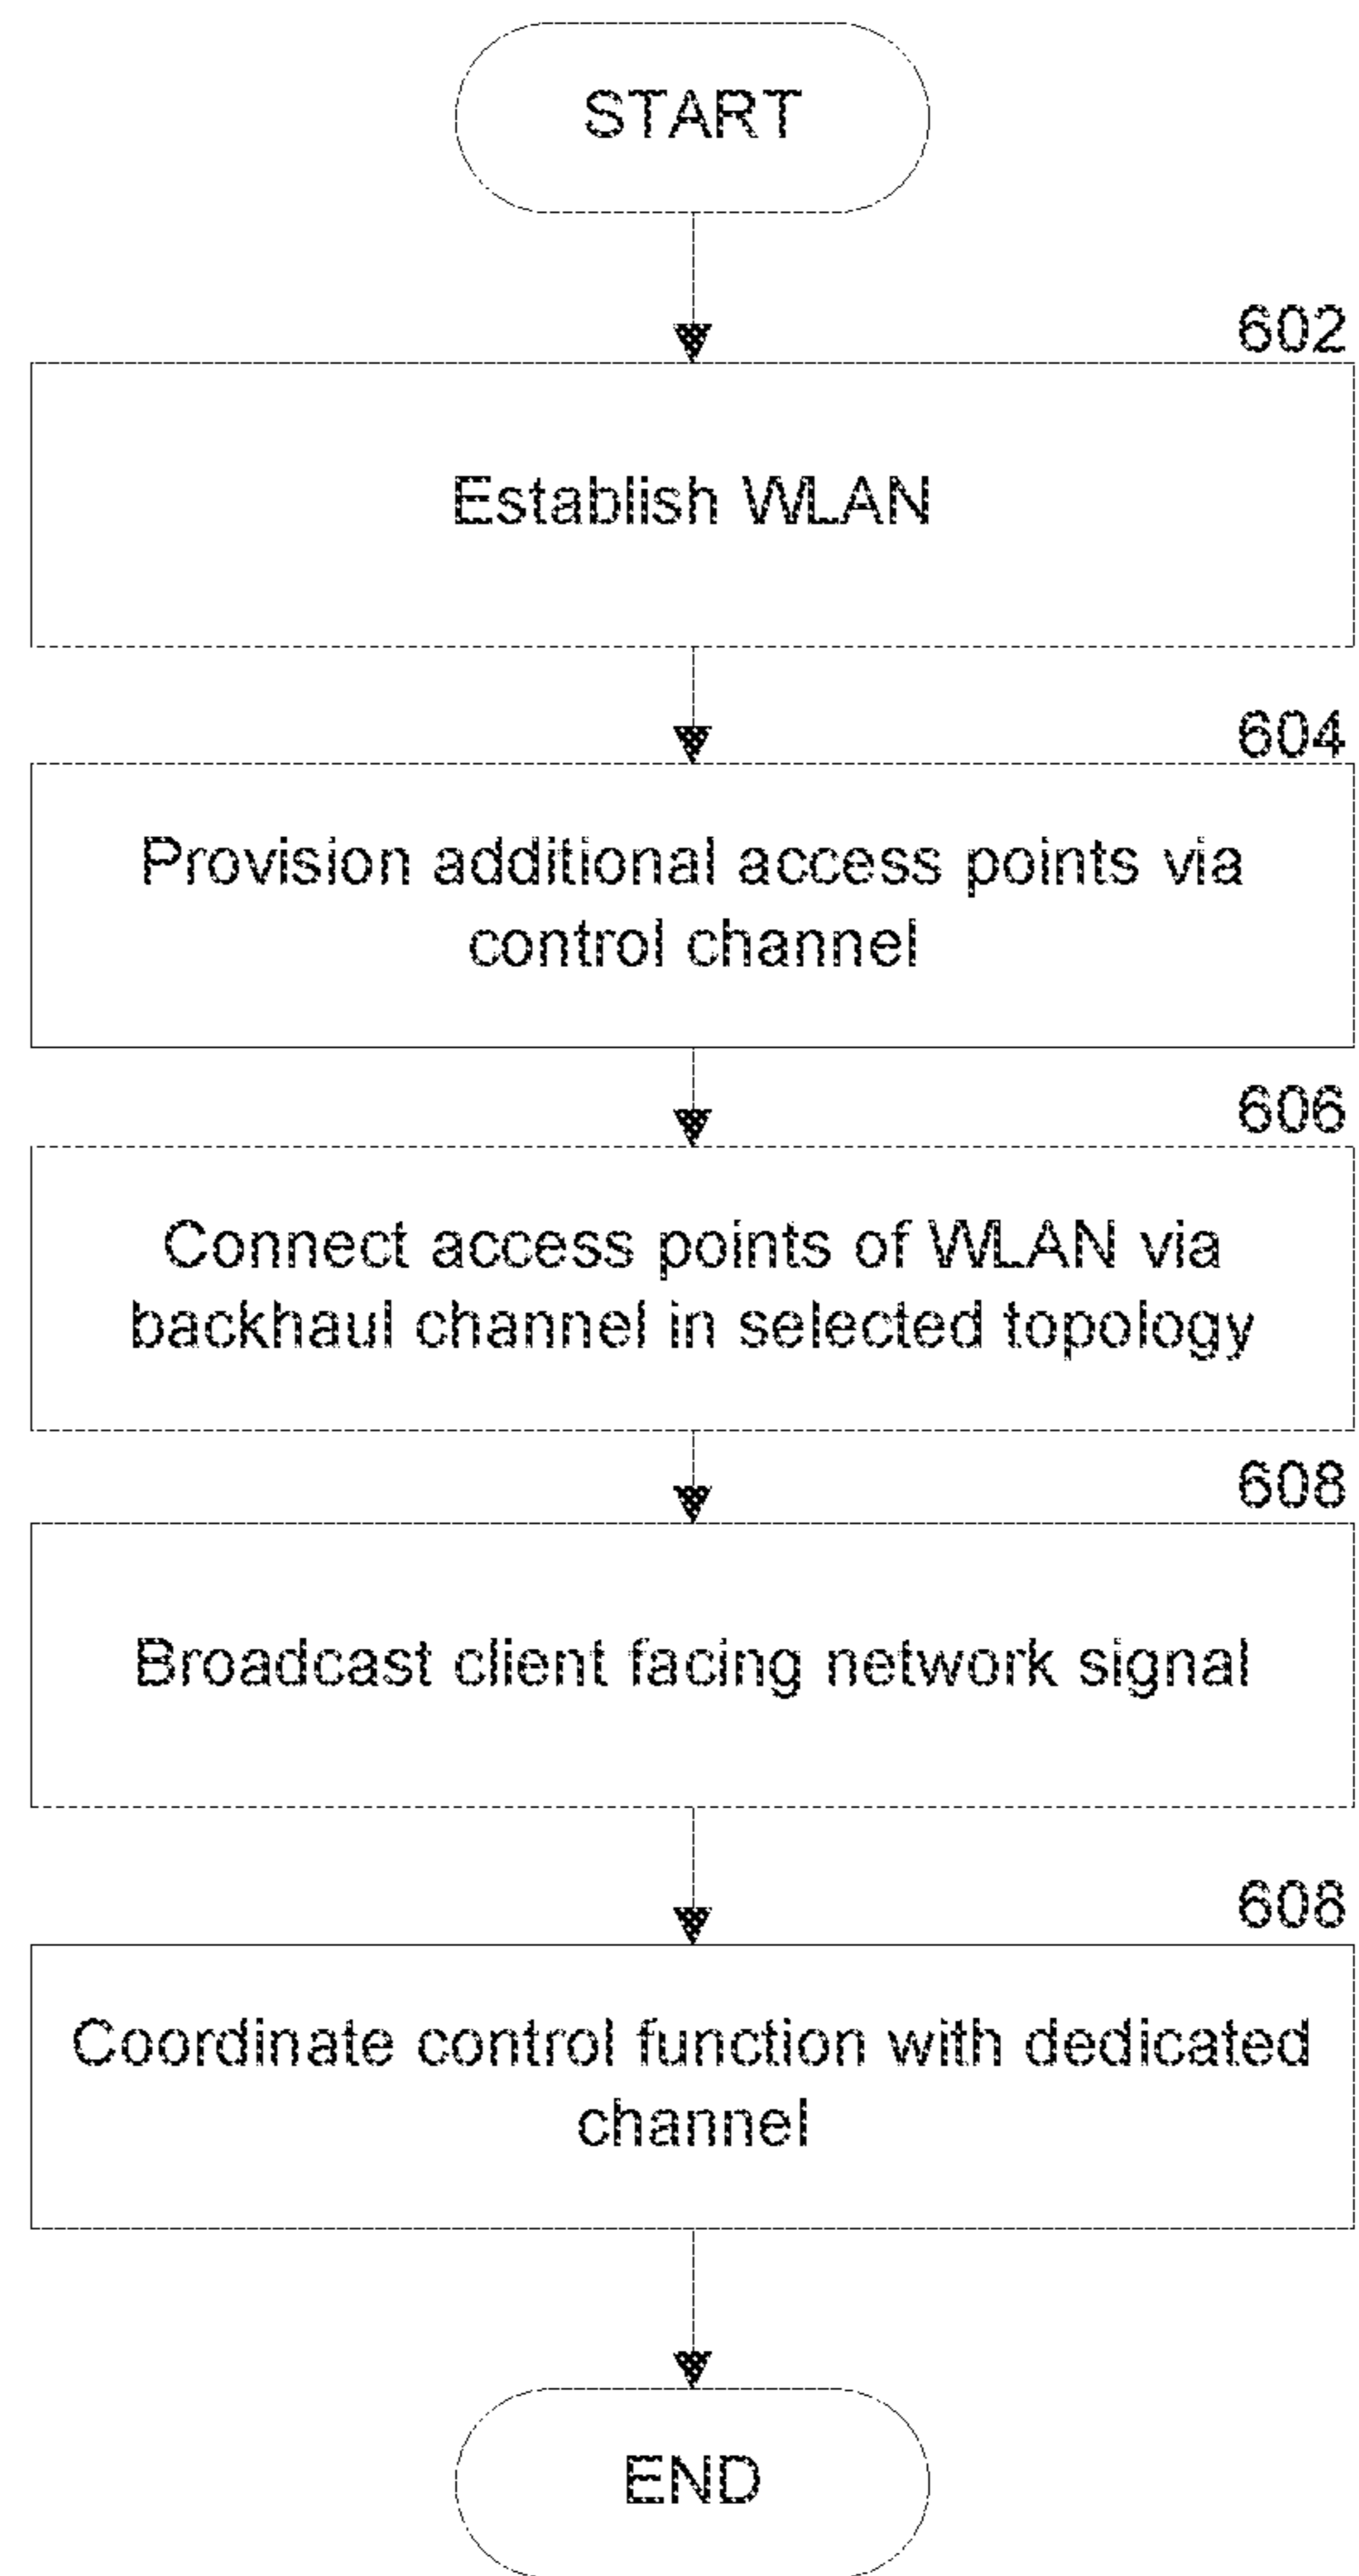 START
602
Establish WLAN
604
Provision additional access points via
control channel
606
Connect access points of WLAN via
backhaul channel in selected topology
608
Broadcast client facing network signal
608
Coordinate control function with dedicated
channel
END